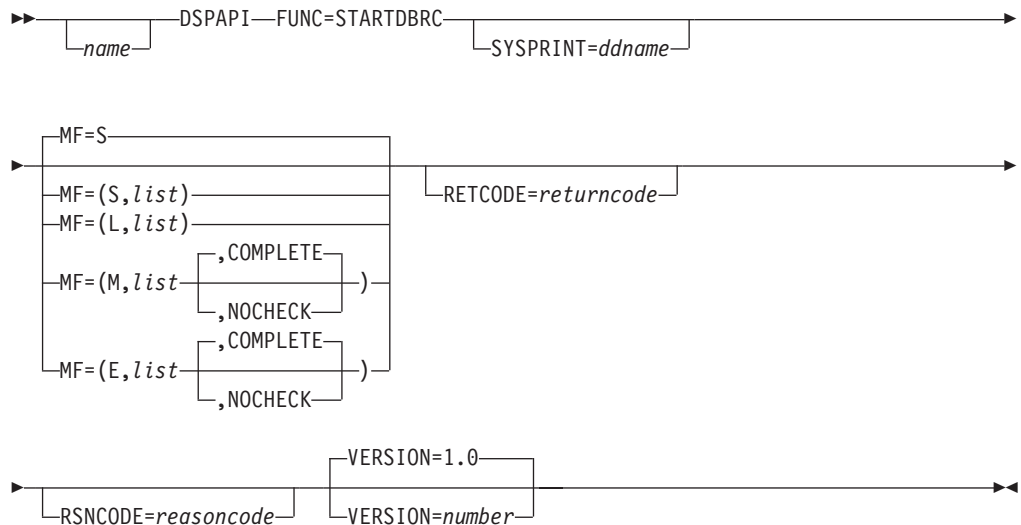 DSPAPI FUNC=STARTDBRC
name
SYSPRINT=ddname
MF=S
MF=(S,list)
RETCODE=returncode
MF=(L,list)
,COMPLETE
MF=(M,list )
,NOCHECK
,COMPLETE
MF=(E,list )
,NOCHECK
VERSION=1.0
RSNCODE=reasoncode
VERSION=number